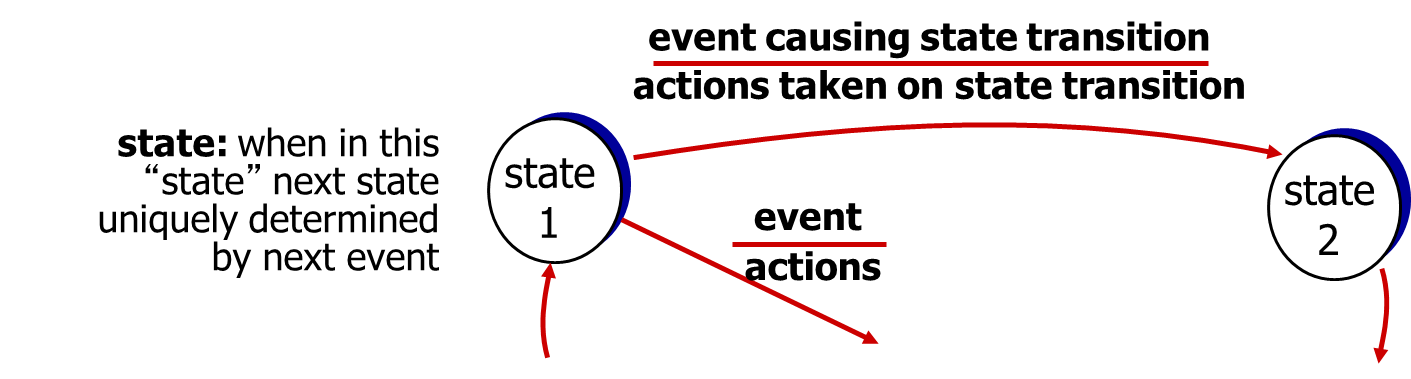 event causing state transition
actions taken on state transition
state: when in this
“state” next state
uniquely determined
by next event
state
1
event
actions
state
2